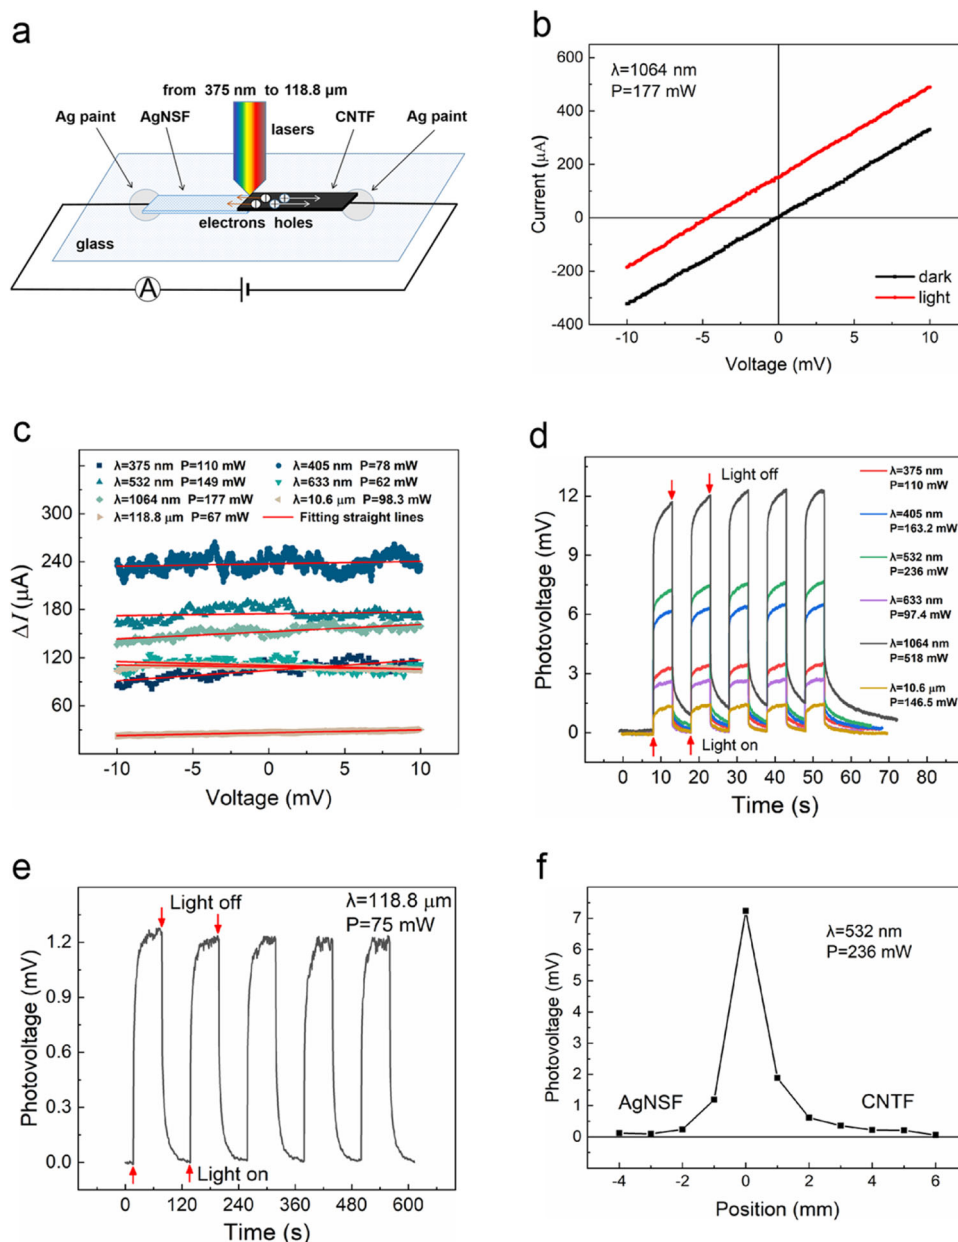 a
from 375 nm to 118.8 μm
Ag paint AgNSF CNTF Ag paint
lasers
electrons holes
glass
A
b
λ=1064 nm
P=177 mW
600
400
200
0
-200
-400
Current (μA)
dark
light
-10 -5 0 5 10
Voltage (mV)
c
λ=375 nm P=110 mW λ=405 nm P=78 mW
λ=532 nm P=149 mW λ=633 nm P=62 mW
λ=1064 nm P=177 mW λ=10.6 μm P=98.3 mW
λ=118.8 μm P=67 mW Fitting straight lines
300
240
180
120
60
ΔI (μA)
-10 -5 0 5 10
Voltage (mV)
d
Light off
12
9
6
3
0
Photovoltage (mV)
λ=375 nm
P=110 mW
λ=405 nm
P=163.2 mW
λ=532 nm
P=236 mW
λ=633 nm
P=97.4 mW
λ=1064 nm
P=518 mW
λ=10.6 μm
P=146.5 mW
Light on
0 10 20 30 40 50 60 70 80
Time (s)
e
Light off
λ=118.8 μm
P=75 mW
1.2
0.9
0.6
0.3
0.0
Photovoltage (mV)
Light on
0 120 240 360 480 600
Time (s)
f
λ=532 nm
P=236 mW
7
6
5
4
3
2
1
0
Photovoltage (mV)
AgNSF CNTF
-4 -2 0 2 4 6
Position (mm)